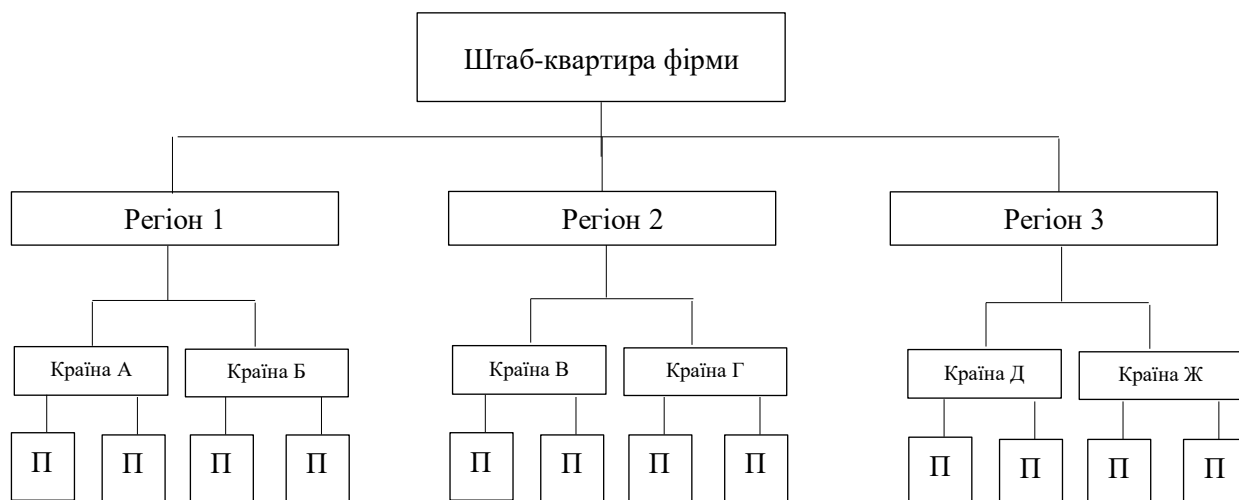 Штаб-квартира фірми
Регіон 1
Регіон 2
Регіон 3
Країна А
Країна Б
Країна В
Країна Г
Країна Д
Країна Ж
П
П
П
П
П
П
П
П
П
П
П
П